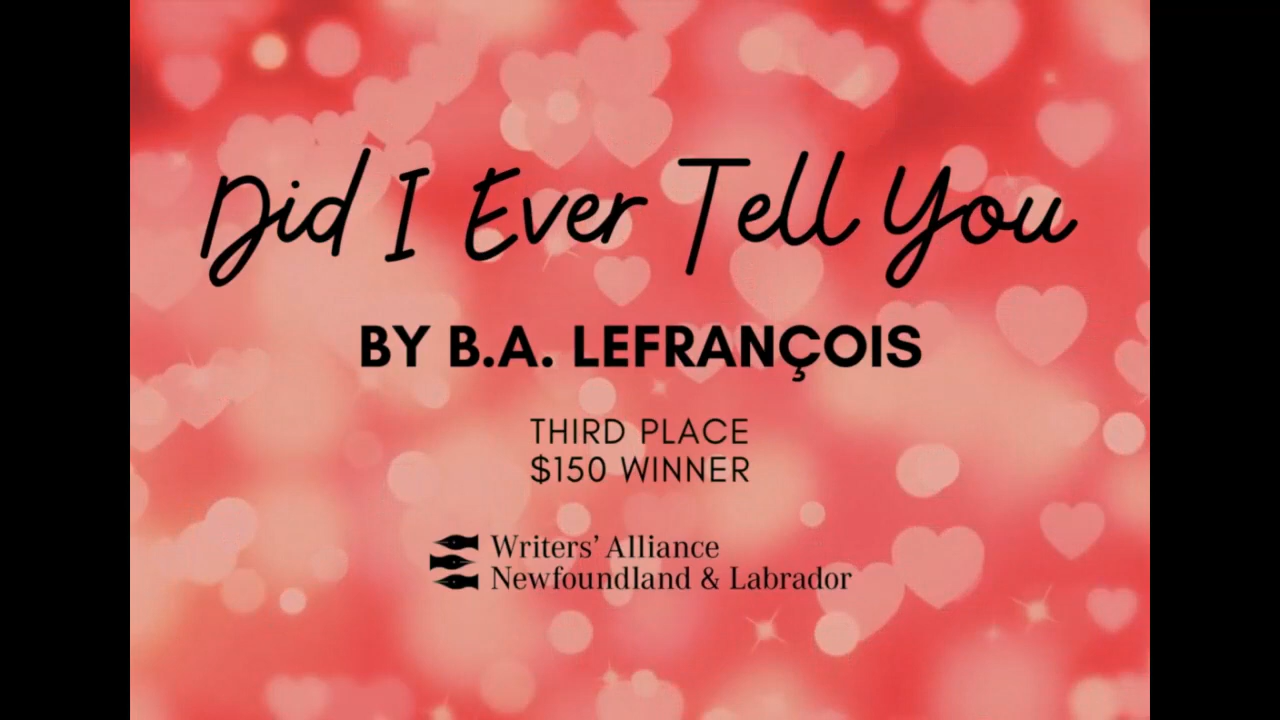 Did I Ever Tell You
BY B.A. LEFRANÇOIS
THIRD PLACE
$150 WINNER
Writers’ Alliance
Newfoundland & Labrador